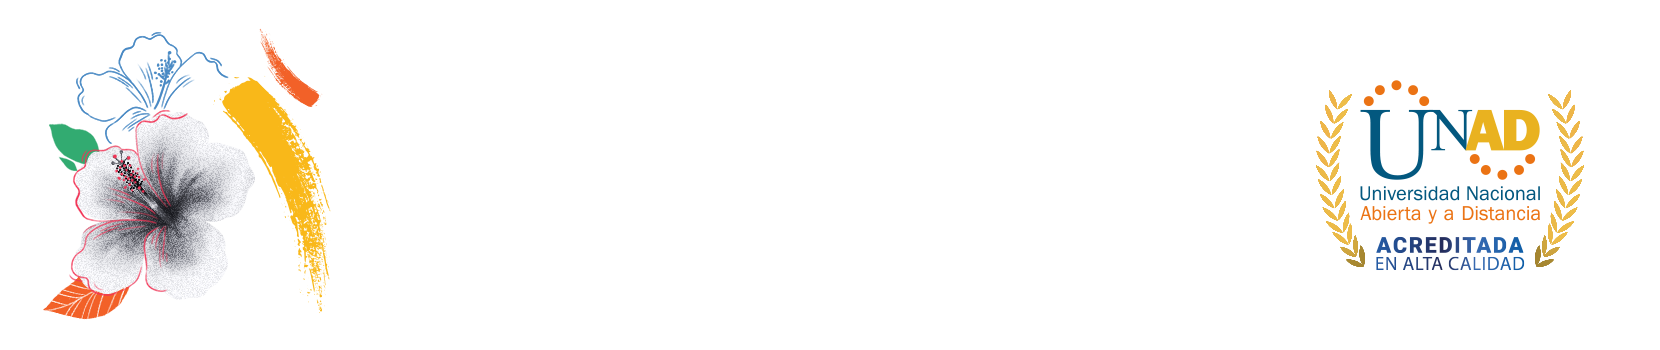 UNAD
Universidad Nacional
Abierta y a Distancia
ACREDITADA
EN ALTA CALIDAD